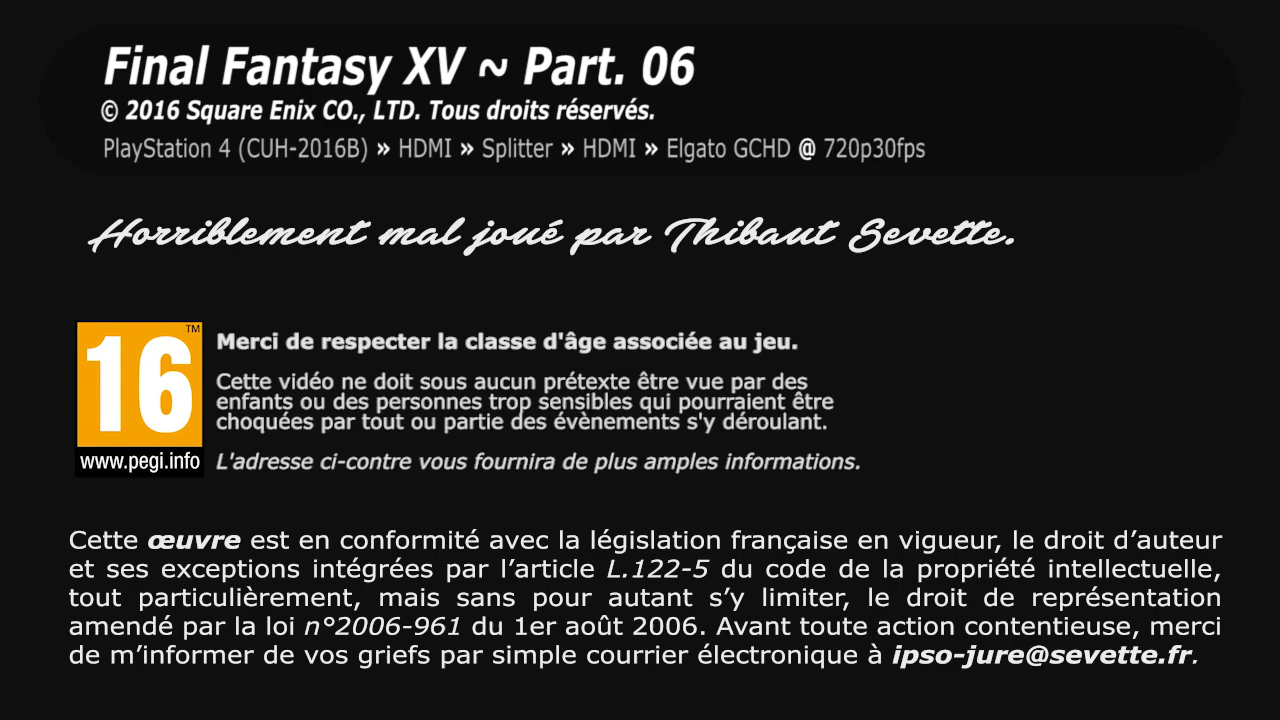 Final Fantasy XV ~ Part. 06
© 2016 Square Enix CO., LTD. Tous droits réservés.
PlayStation 4 (CUH-2016B) » HDMI » Splitter » HDMI » Elgato GCHD @ 720p30fps
Horriblement mal joué par Thibaut Sevette.
16 ™
www.pegi.info
Merci de respecter la classe d'âge associée au jeu.
Cette vidéo ne doit sous aucun prétexte être vue par des
enfants ou des personnes trop sensibles qui pourraient être
choquées par tout ou partie des évènements s'y déroulant.
L'adresse ci-contre vous fournira de plus amples informations.
Cette œuvre est en conformité avec la législation française en vigueur, le droit d’auteur
et ses exceptions intégrées par l’article L.122-5 du code de la propriété intellectuelle,
tout particulièrement, mais sans pour autant s’y limiter, le droit de représentation
amendé par la loi n°2006-961 du 1er août 2006. Avant toute action contentieuse, merci
de m’informer de vos griefs par simple courrier électronique à ipso-jure@sevette.fr.